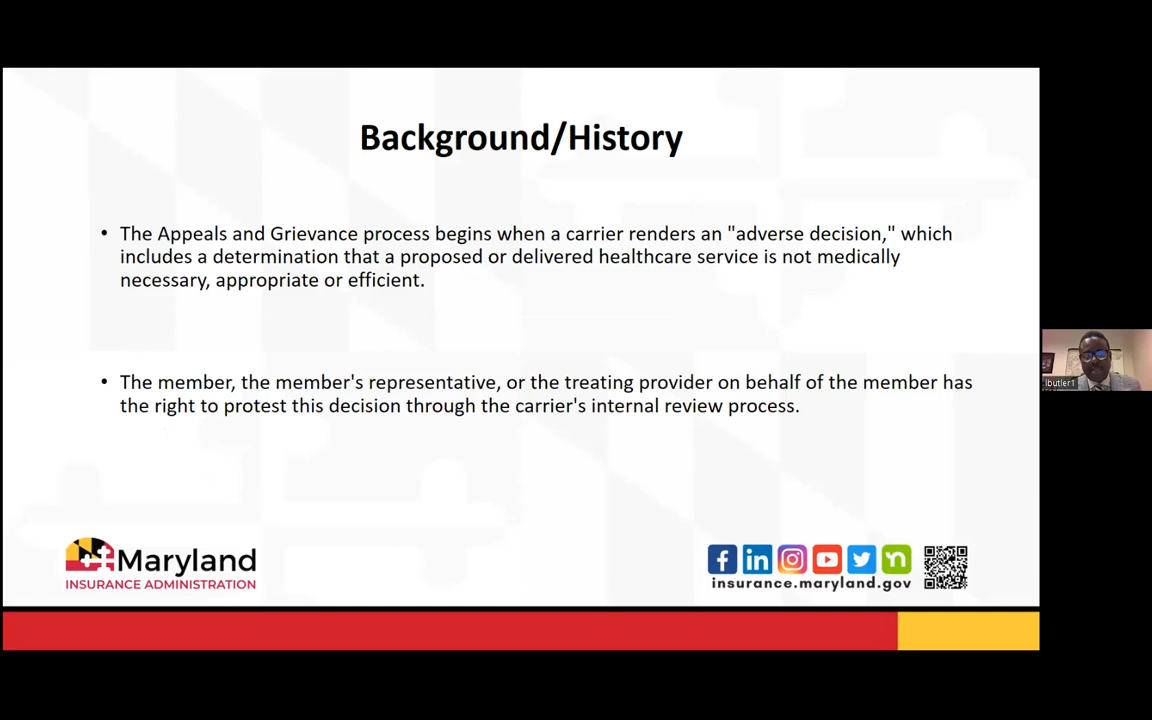 Background/History
• The Appeals and Grievance process begins when a carrier renders an "adverse decision," which
includes a determination that a proposed or delivered healthcare service is not medically
necessary, appropriate or efficient.
• The member, the member's representative, or the treating provider on behalf of the member has
the right to protest this decision through the carrier's internal review process.
lbutler1
Maryland
INSURANCE ADMINISTRATION
f in n
insurance.maryland.gov